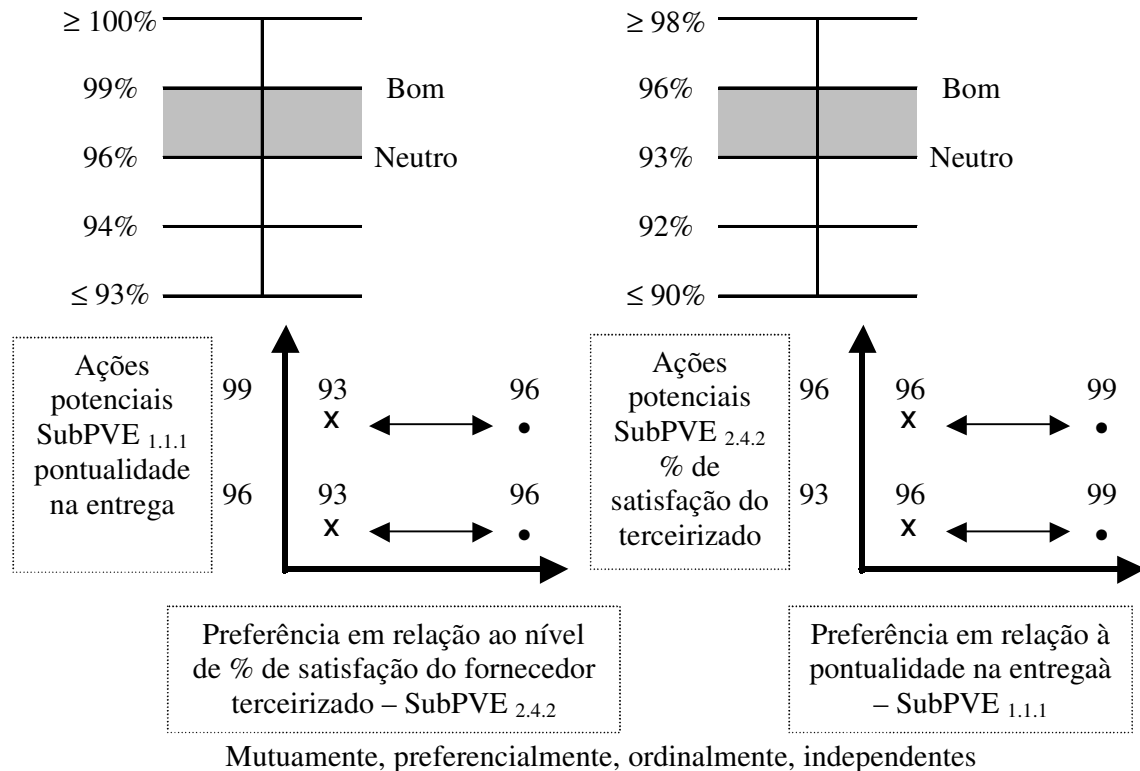 ≥ 100%
99%
Bom
96%
Neutro
94%
≤ 93%
≥ 98%
96%
Bom
93%
Neutro
92%
≤ 90%
Ações
potenciais
SubPVE 1.1.1
pontualidade
na entrega
99
93
x
96
96
93
x
96
Ações
potenciais
SubPVE 2.4.2
% de
satisfação do
terceirizado
96
96
x
99
93
96
x
99
Preferência em relação ao nível
de % de satisfação do fornecedor
terceirizado – SubPVE 2.4.2
Preferência em relação à
pontualidade na entregaà
– SubPVE 1.1.1
Mutuamente, preferencialmente, ordinalmente, independentes